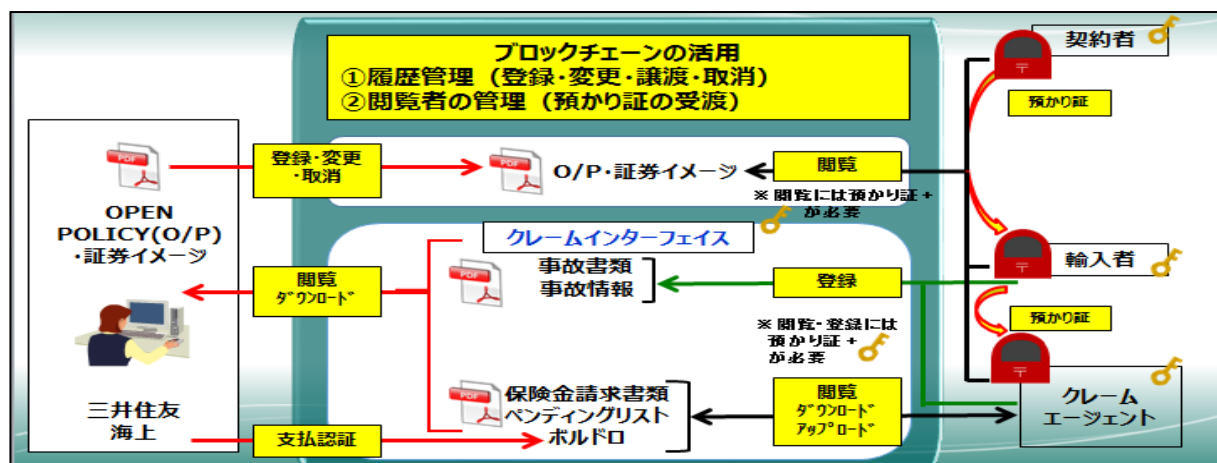 ブロックチェーンの活用
①履歴管理（登録・変更・譲渡・取消）
②閲覧者の管理（預かり証の受渡）
契約者
預かり証
PDF
OPEN
POLICY(O/P)
・証券イメージ
登録・変更
・取消
PDF
O/P・証券イメージ
閲覧
※閲覧には預かり証+
が必要
クレームインターフェイス
閲覧
ダウンロード
PDF
事故書類
事故情報
登録
輸入者
預かり証
※閲覧・登録には
預かり証+
が必要
三井住友
海上
支払認証
PDF
保険金請求書類
ペンディングリスト
ボルドロ
閲覧
ダウンロード
アップロード
クレーム
エージェント